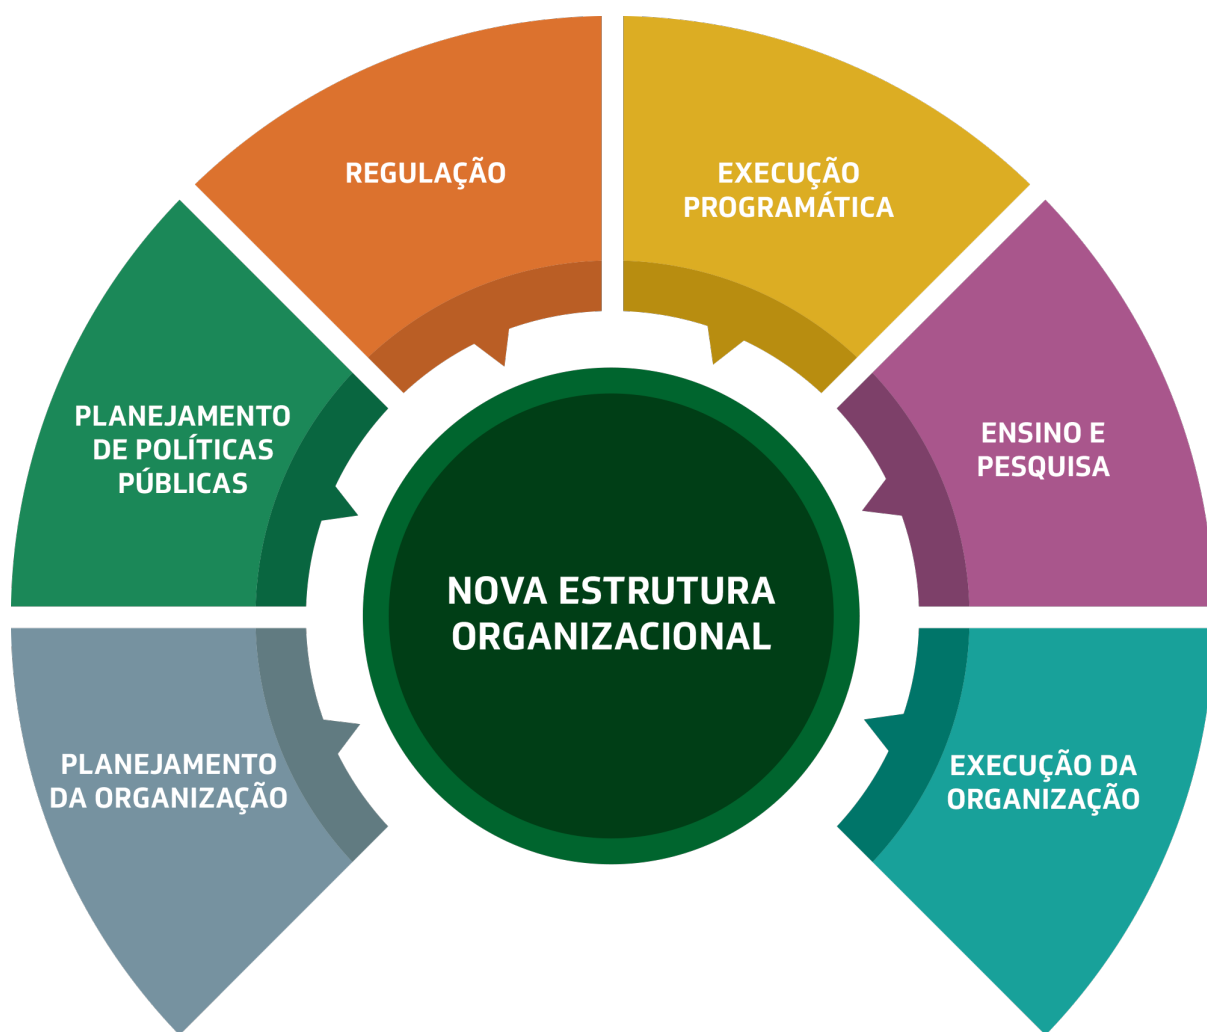 REGULAÇÃO
EXECUÇÃO
PROGRAMÁTICA
PLANEJAMENTO
DE POLÍTICAS
PÚBLICAS
ENSINO E
PESQUISA
NOVA ESTRUTURA
ORGANIZACIONAL
PLANEJAMENTO
DA ORGANIZAÇÃO
EXECUÇÃO DA
ORGANIZAÇÃO